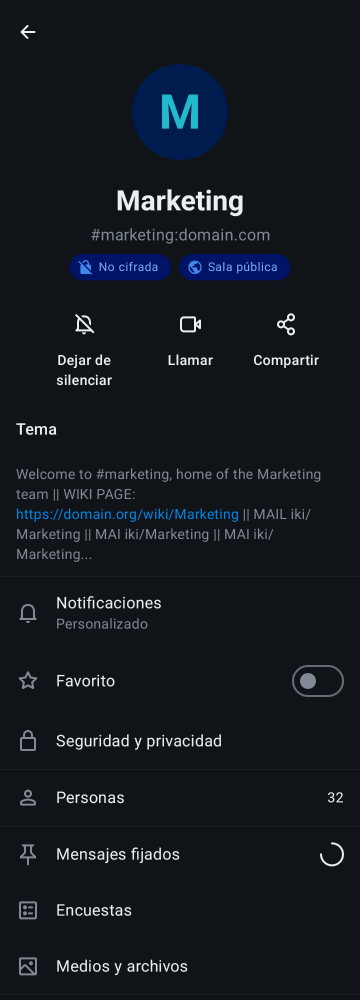 M
Marketing
#marketing:domain.com
No cifrada
Sala pública
Dejar de
silenciar
Llamar
Compartir
Tema
Welcome to #marketing, home of the Marketing
team || WIKI PAGE:
https://domain.org/wiki/Marketing || MAIL iki/
Marketing || MAI iki/Marketing || MAI iki/
Marketing...
Notificaciones
Personalizado
Favorito
Seguridad y privacidad
Personas
32
Mensajes fijados
Encuestas
Medios y archivos